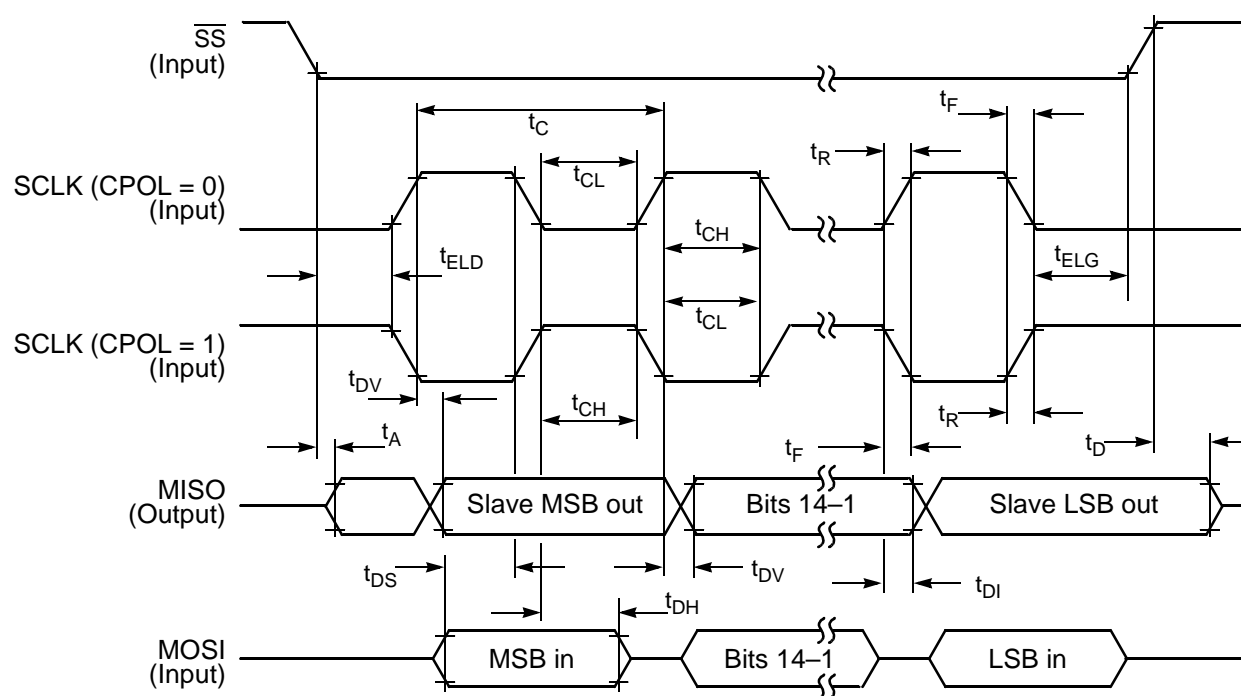 SS
(Input)
tC
tF
tR
tCL
SCLK (CPOL = 0)
(Input)
tCH
tELD
tELG
tCL
SCLK (CPOL = 1)
(Input)
tDV
tCH
tR
tA
tF
tD
MISO
(Output)
Slave MSB out
Bits 14–1
Slave LSB out
tDS
tDV
tDI
tDH
MOSI
(Input)
MSB in
Bits 14–1
LSB in